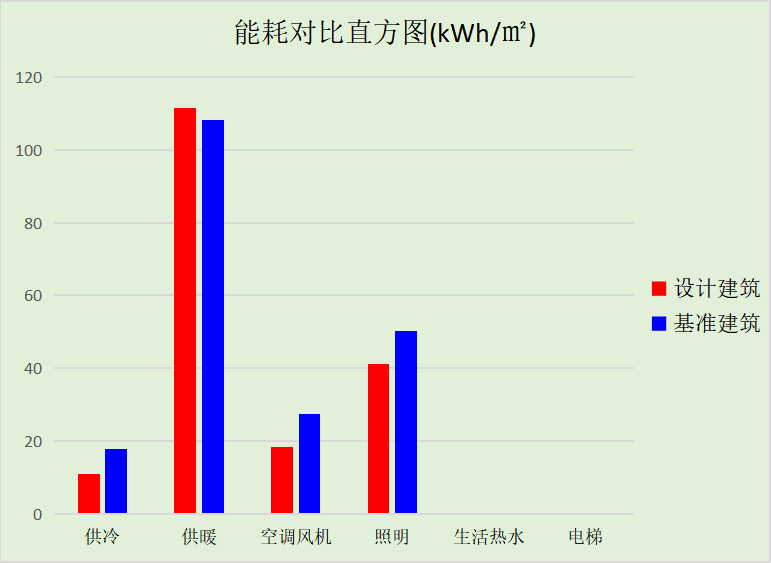 能耗对比直方图(kWh/㎡)
120
100
80
60
40
20
0
供冷
供暖
空调风机
照明
生活热水
电梯
设计建筑
基准建筑